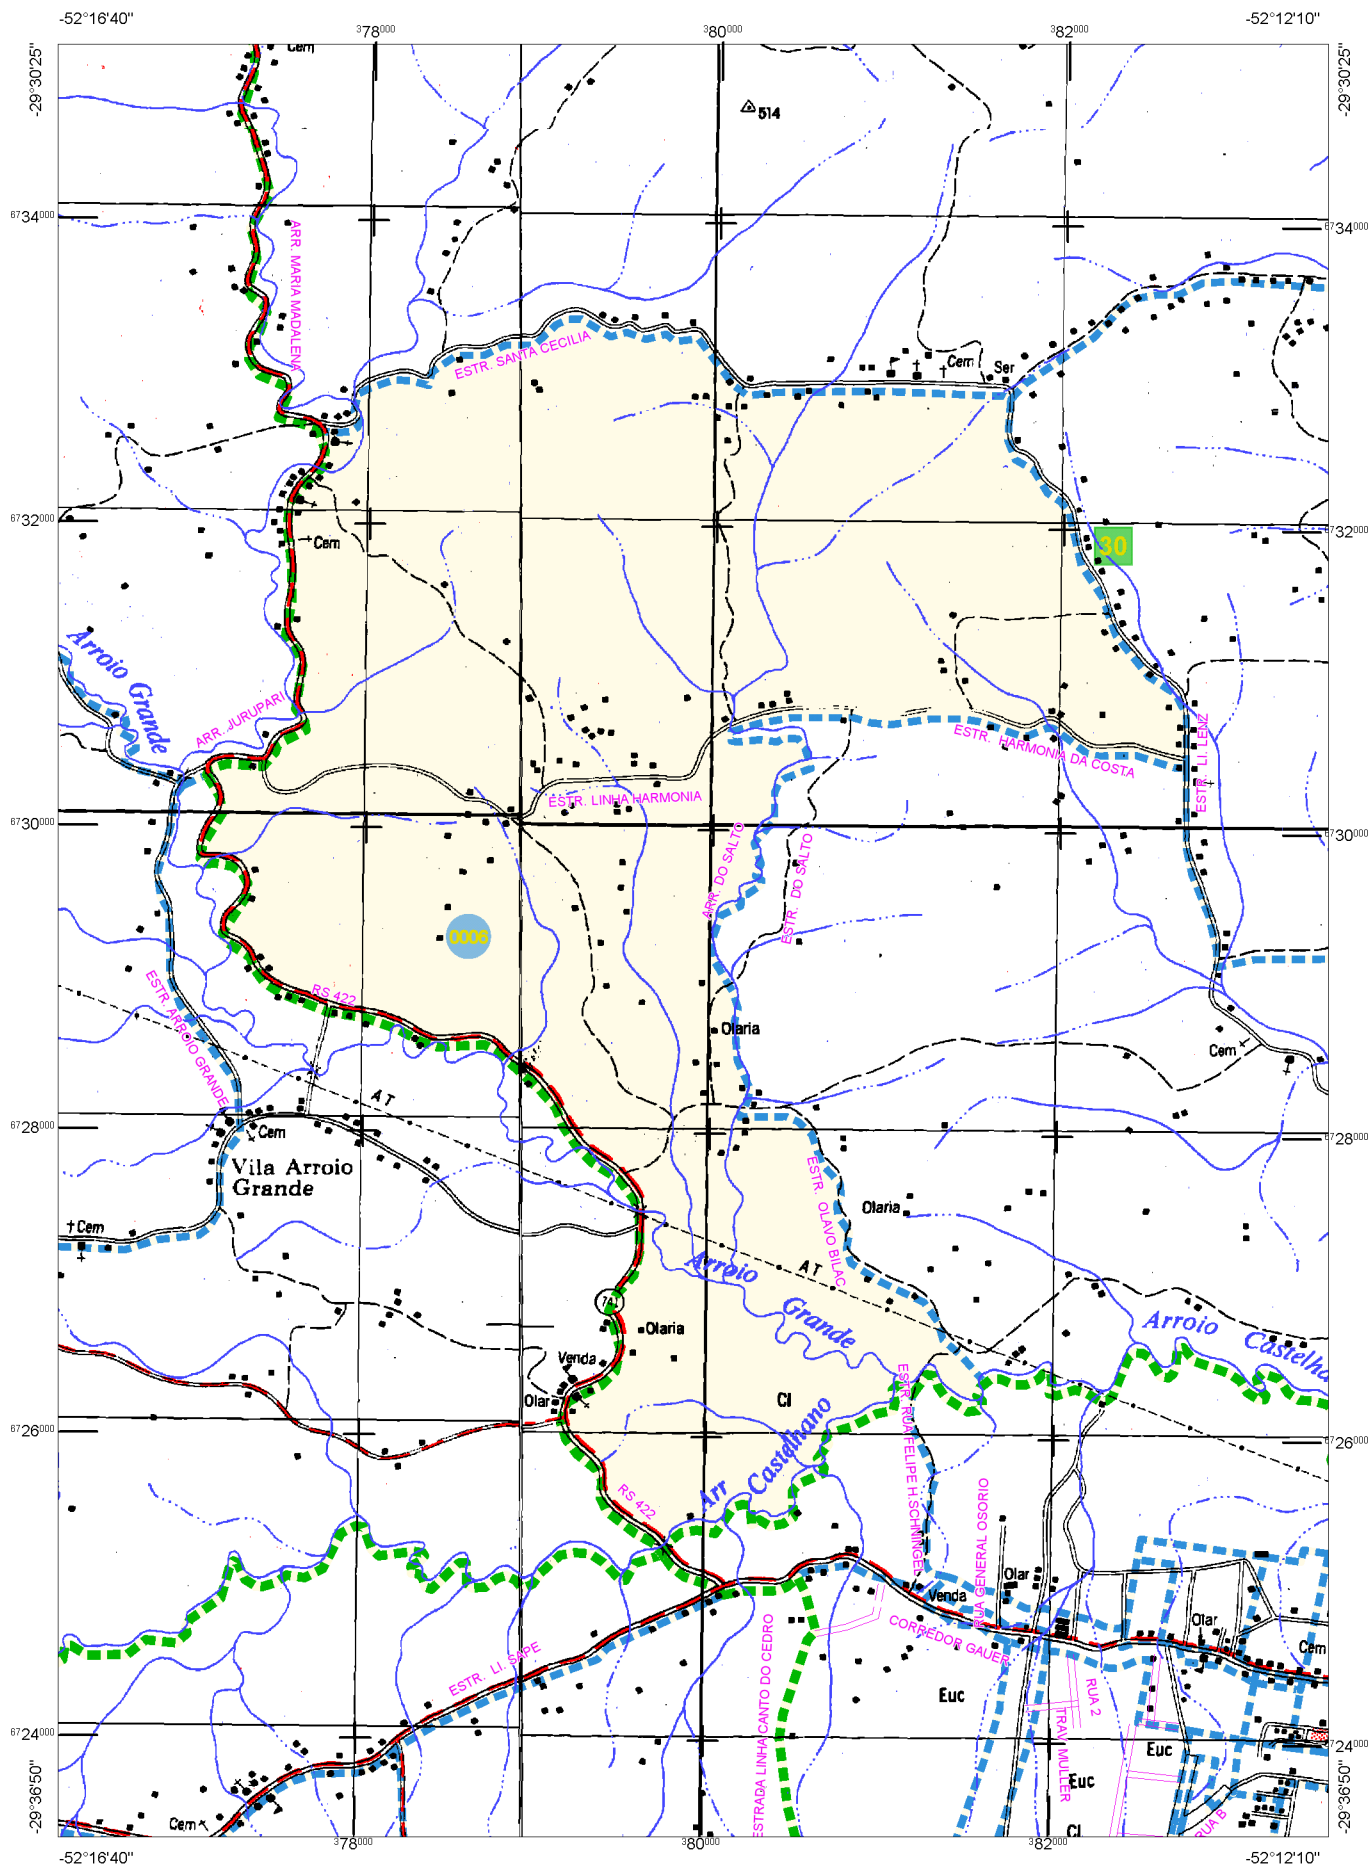 -52°16'40"
378000
380000
382000
-52°12'10"
-29°30'25"
-29°30'25"
Cem
514
6734000
6734000
ARR. MARIA MADALENA
ESTR. SANTA CECILIA
Cem
Ser
6732000
6732000
30
Cem
Arroio Grande
ARR. JURUPARI
ESTR. HARMONIA DA COSTA
ESTR. LI. LENZ
ESTR. LINHA HARMONIA
6730000
6730000
ARR. DO SALTO
ESTR. DO SALTO
0006
ESTR. ARROIO GRANDE
RS 422
Olaria
Cem
AT
6728000
6728000
Cem
Vila Arroio
Grande
ESTR. OLAVO BILAC
Olaria
Cem
Arroio
Grande
AT
741
Olaria
Arroio
Castelha
Venda
Olar
CI
ESTR. RUA FELIPE H.SCHNINGEL
6726000
6726000
Arr Castelhano
RS 422
RUA GENERAL OSORIO
Olar
Venda
CORREDOR GAUER
Olar
Cem
ESTR. LI. SAPE
ESTRADA LINHA CANTO DO CEDRO
Euc
RUA 2
TRAV. MULLER
6724000
6724000
Euc
Euc
RUA B
Cem
CI
-29°36'50"
-29°36'50"
378000
380000
382000
-52°16'40"
-52°12'10"